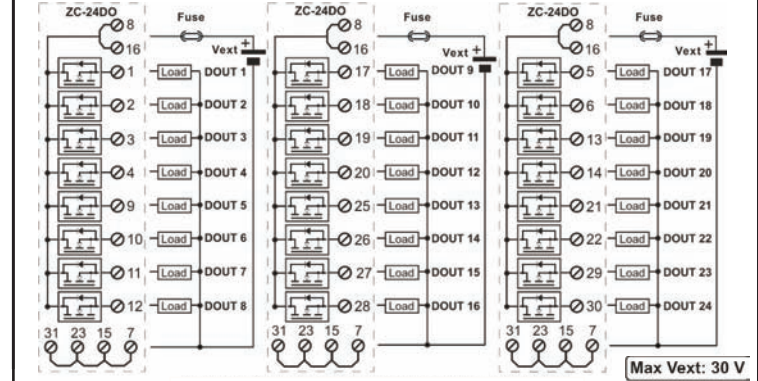 ZC-24DO
8
Fuse
16
Vext +
1 Load DOUT 1
2 Load DOUT 2
3 Load DOUT 3
4 Load DOUT 4
9 Load DOUT 5
10 Load DOUT 6
11 Load DOUT 7
12 Load DOUT 8
31 23 15 7
ZC-24DO
8
Fuse
16
Vext +
17 Load DOUT 9
18 Load DOUT 10
19 Load DOUT 11
20 Load DOUT 12
25 Load DOUT 13
26 Load DOUT 14
27 Load DOUT 15
28 Load DOUT 16
31 23 15 7
ZC-24DO
8
Fuse
16
Vext +
5 Load DOUT 17
6 Load DOUT 18
13 Load DOUT 19
14 Load DOUT 20
21 Load DOUT 21
22 Load DOUT 22
29 Load DOUT 23
30 Load DOUT 24
31 23 15 7
Max Vext: 30 V